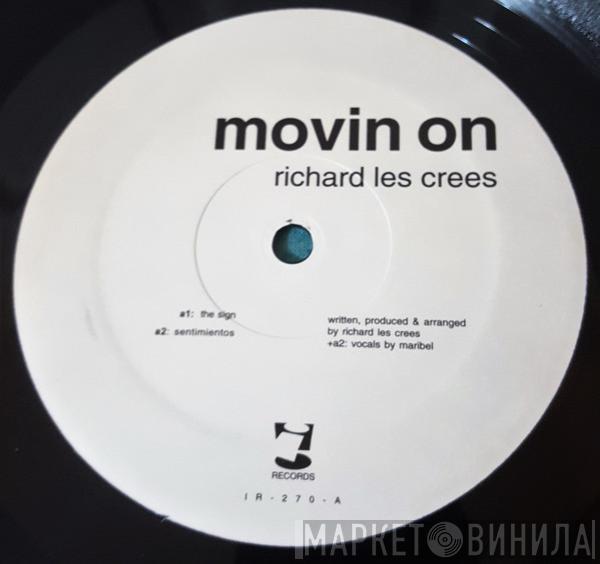 movin on
richard les crees
a1: the sign
a2: sentimientos
written, produced & arranged
by richard les crees
+a2: vocals by maribel
RECORDS
IR-270-A
МАРКЕТ ВИНИЛА